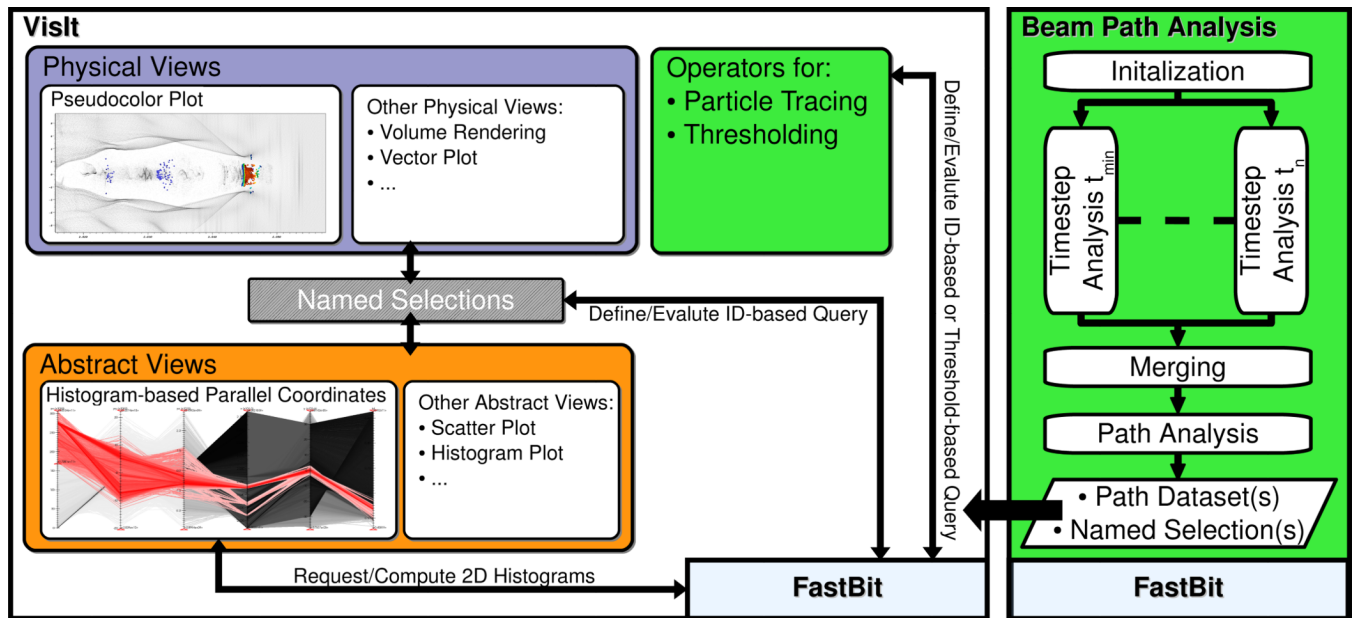 VisIt
Physical Views
Pseudocolor Plot
Other Physical Views:
• Volume Rendering
• Vector Plot
• ...
Operators for:
• Particle Tracing
• Thresholding
Named Selections
Define/Evalute ID-based Query
Define/Evalute ID-based or Threshold-based Query
Abstract Views
Histogram-based Parallel Coordinates
Other Abstract Views:
• Scatter Plot
• Histogram Plot
• ...
Request/Compute 2D Histograms
FastBit
Beam Path Analysis
Initalization
Timestep
Analysis tmin
Timestep
Analysis tn
Merging
Path Analysis
• Path Dataset(s)
• Named Selection(s)
FastBit